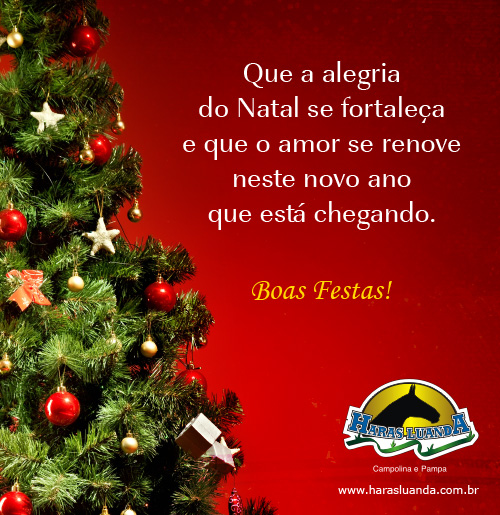 Que a alegria
do Natal se fortaleça
e que o amor se renove
neste novo ano
que está chegando.
Boas Festas!
HARAS LUANDA
Campolina e Pampa
www.harasluanda.com.br